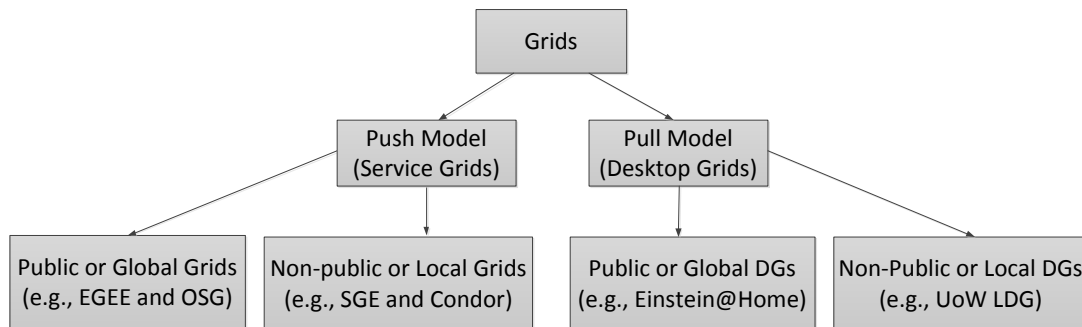 Grids
Push Model
(Service Grids)
Pull Model
(Desktop Grids)
Public or Global Grids
(e.g., EGEE and OSG)
Non-public or Local Grids
(e.g., SGE and Condor)
Public or Global DGs
(e.g., Einstein@Home)
Non-Public or Local DGs
(e.g., UoW LDG)